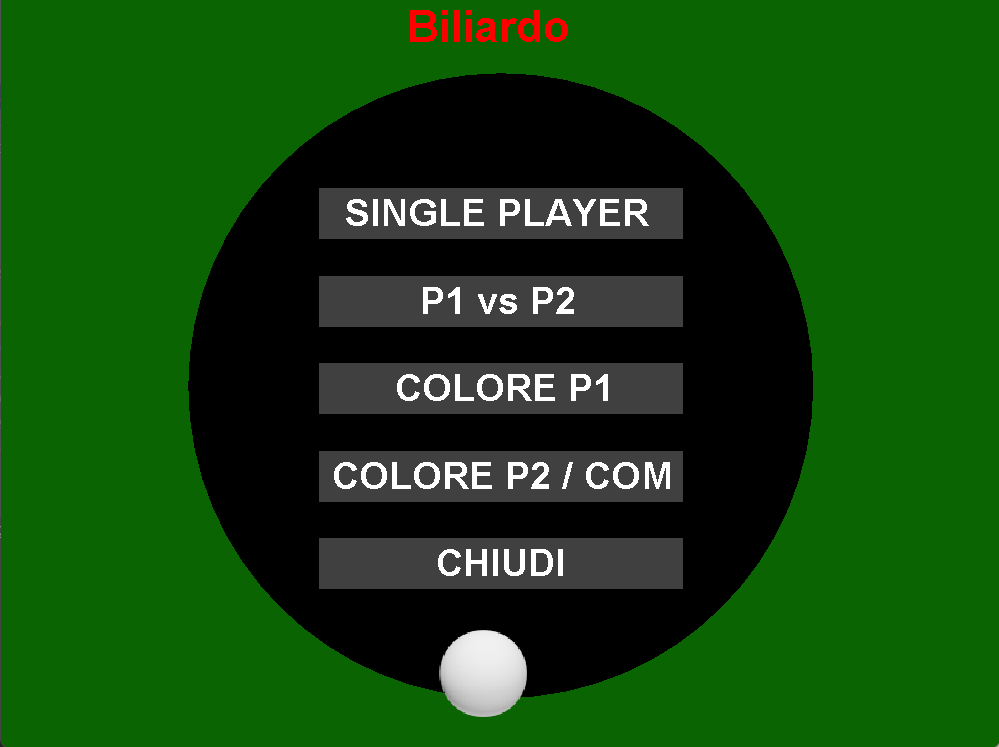 Biliardo
SINGLE PLAYER
P1 vs P2
COLORE P1
COLORE P2 / COM
CHIUDI